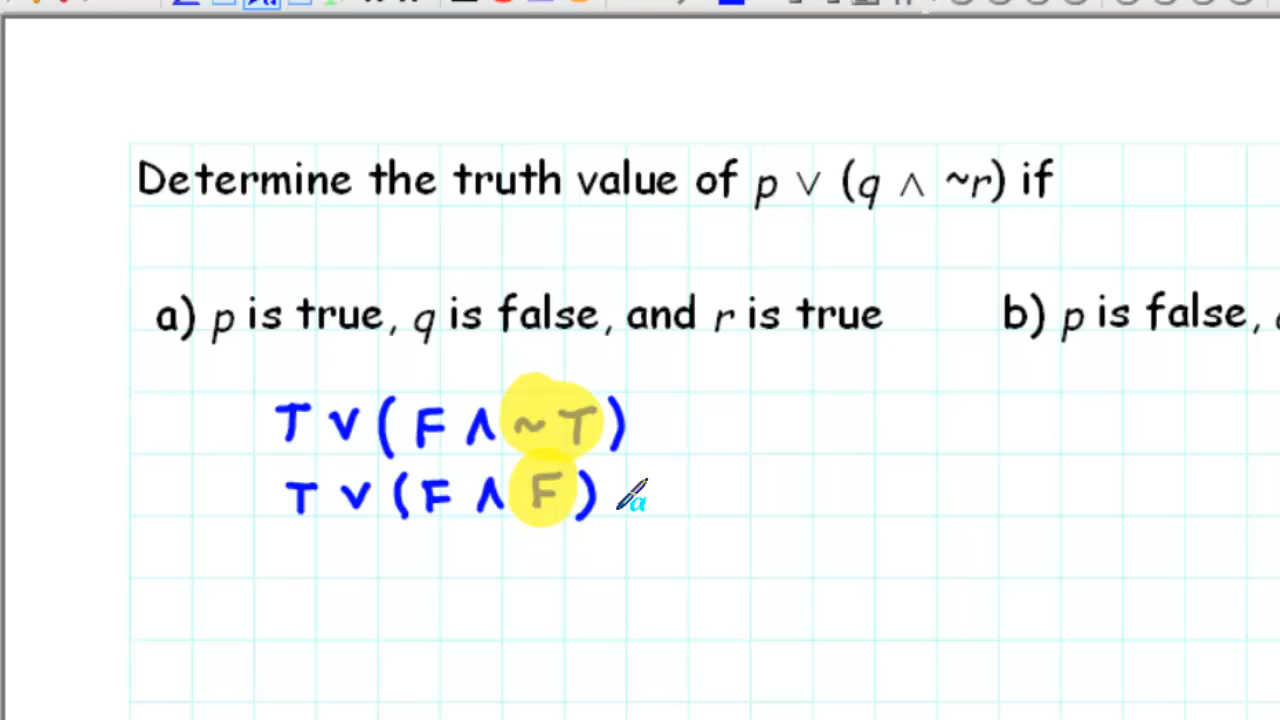 Determine the truth value of p ∨ (q ∧ ~r) if
a) p is true, q is false, and r is true b) p is false,
T ∨ ( F ∧ ~ T )
T ∨ ( F ∧ F )